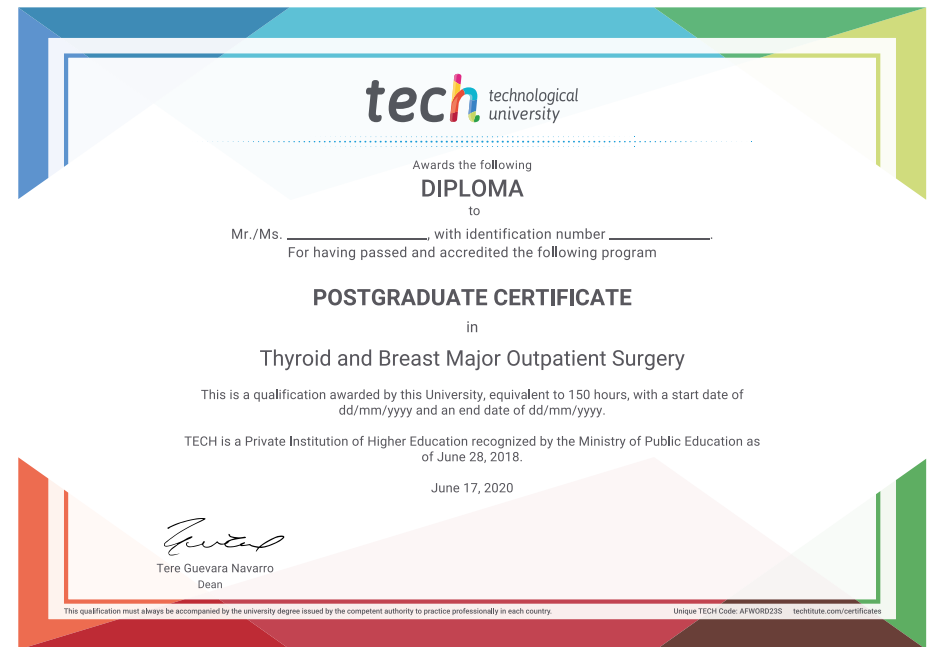 tech technological
university
Awards the following
DIPLOMA
to
Mr./Ms. ____________________, with identification number ______________.
For having passed and accredited the following program
POSTGRADUATE CERTIFICATE
in
Thyroid and Breast Major Outpatient Surgery
This is a qualification awarded by this University, equivalent to 150 hours, with a start date of
dd/mm/yyyy and an end date of dd/mm/yyyy.
TECH is a Private Institution of Higher Education recognized by the Ministry of Public Education as
of June 28, 2018.
June 17, 2020
Tere Guevara Navarro
Dean
This qualification must always be accompanied by the university degree issued by the competent authority to practice professionally in each country. Unique TECH Code: AFWORD23S techtitute.com/certificates